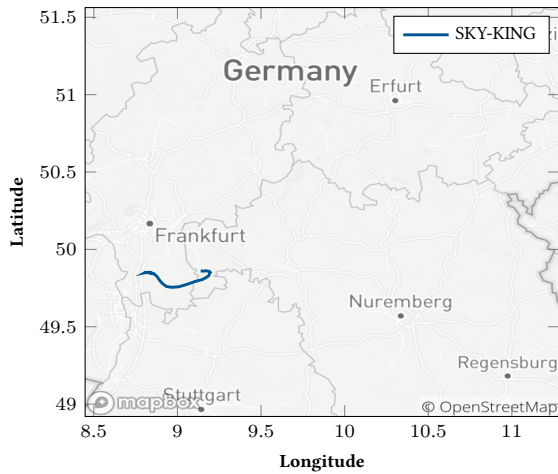 51.5
51
50.5
50
49.5
49
Latitude
SKY-KING
Germany
Erfurt
Frankfurt
Nuremberg
Regensburg
Stuttgart
mapbox
© OpenStreetMap
8.5 9 9.5 10 10.5 11
Longitude